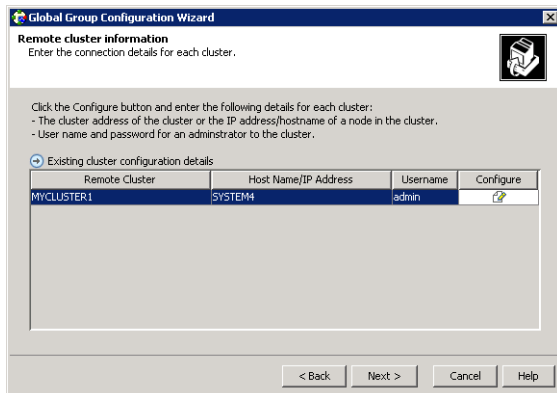 Global Group Configuration Wizard
Remote cluster information
Enter the connection details for each cluster.
Click the Configure button and enter the following details for each cluster:
- The cluster address of the cluster or the IP address/hostname of a node in the cluster.
- User name and password for an adminstrator to the cluster.
Existing cluster configuration details
Remote Cluster Host Name/IP Address Username Configure
MYCLUSTER1 SYSTEM4 admin
< Back Next > Cancel Help